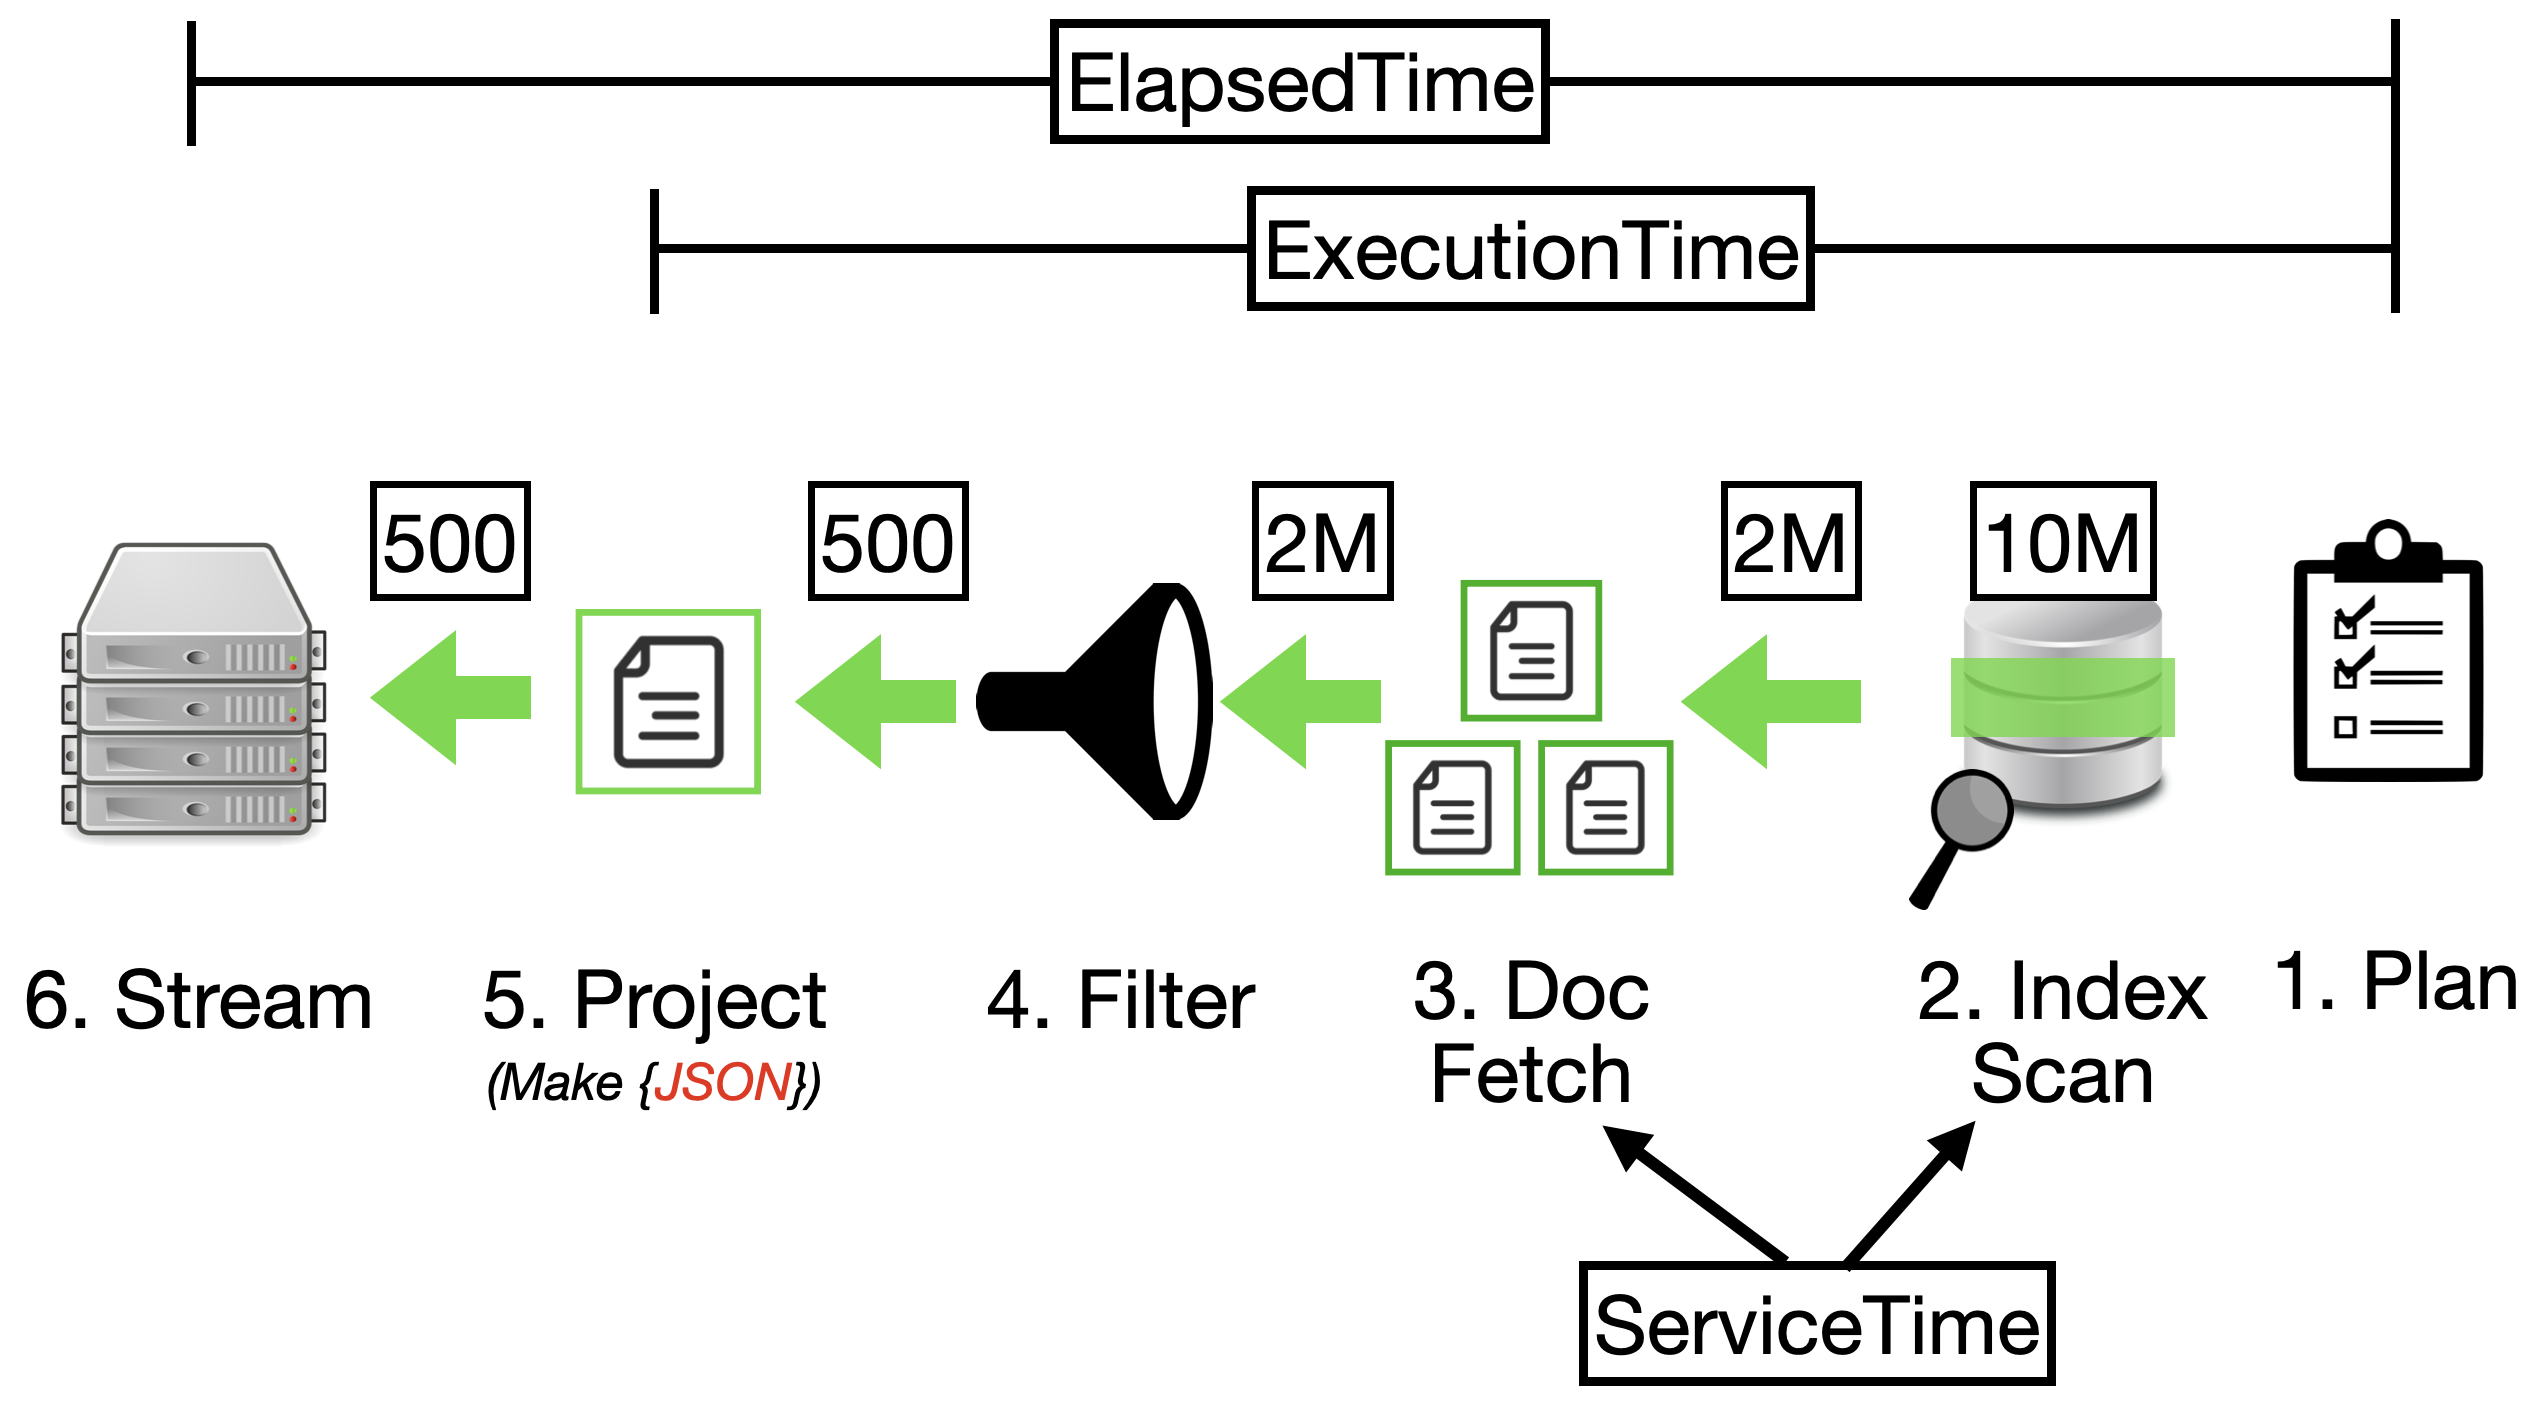 ElapsedTime
ExecutionTime
500
500
2M
2M
10M
6. Stream
5. Project
(Make {JSON})
4. Filter
3. Doc
Fetch
2. Index
Scan
1. Plan
ServiceTime